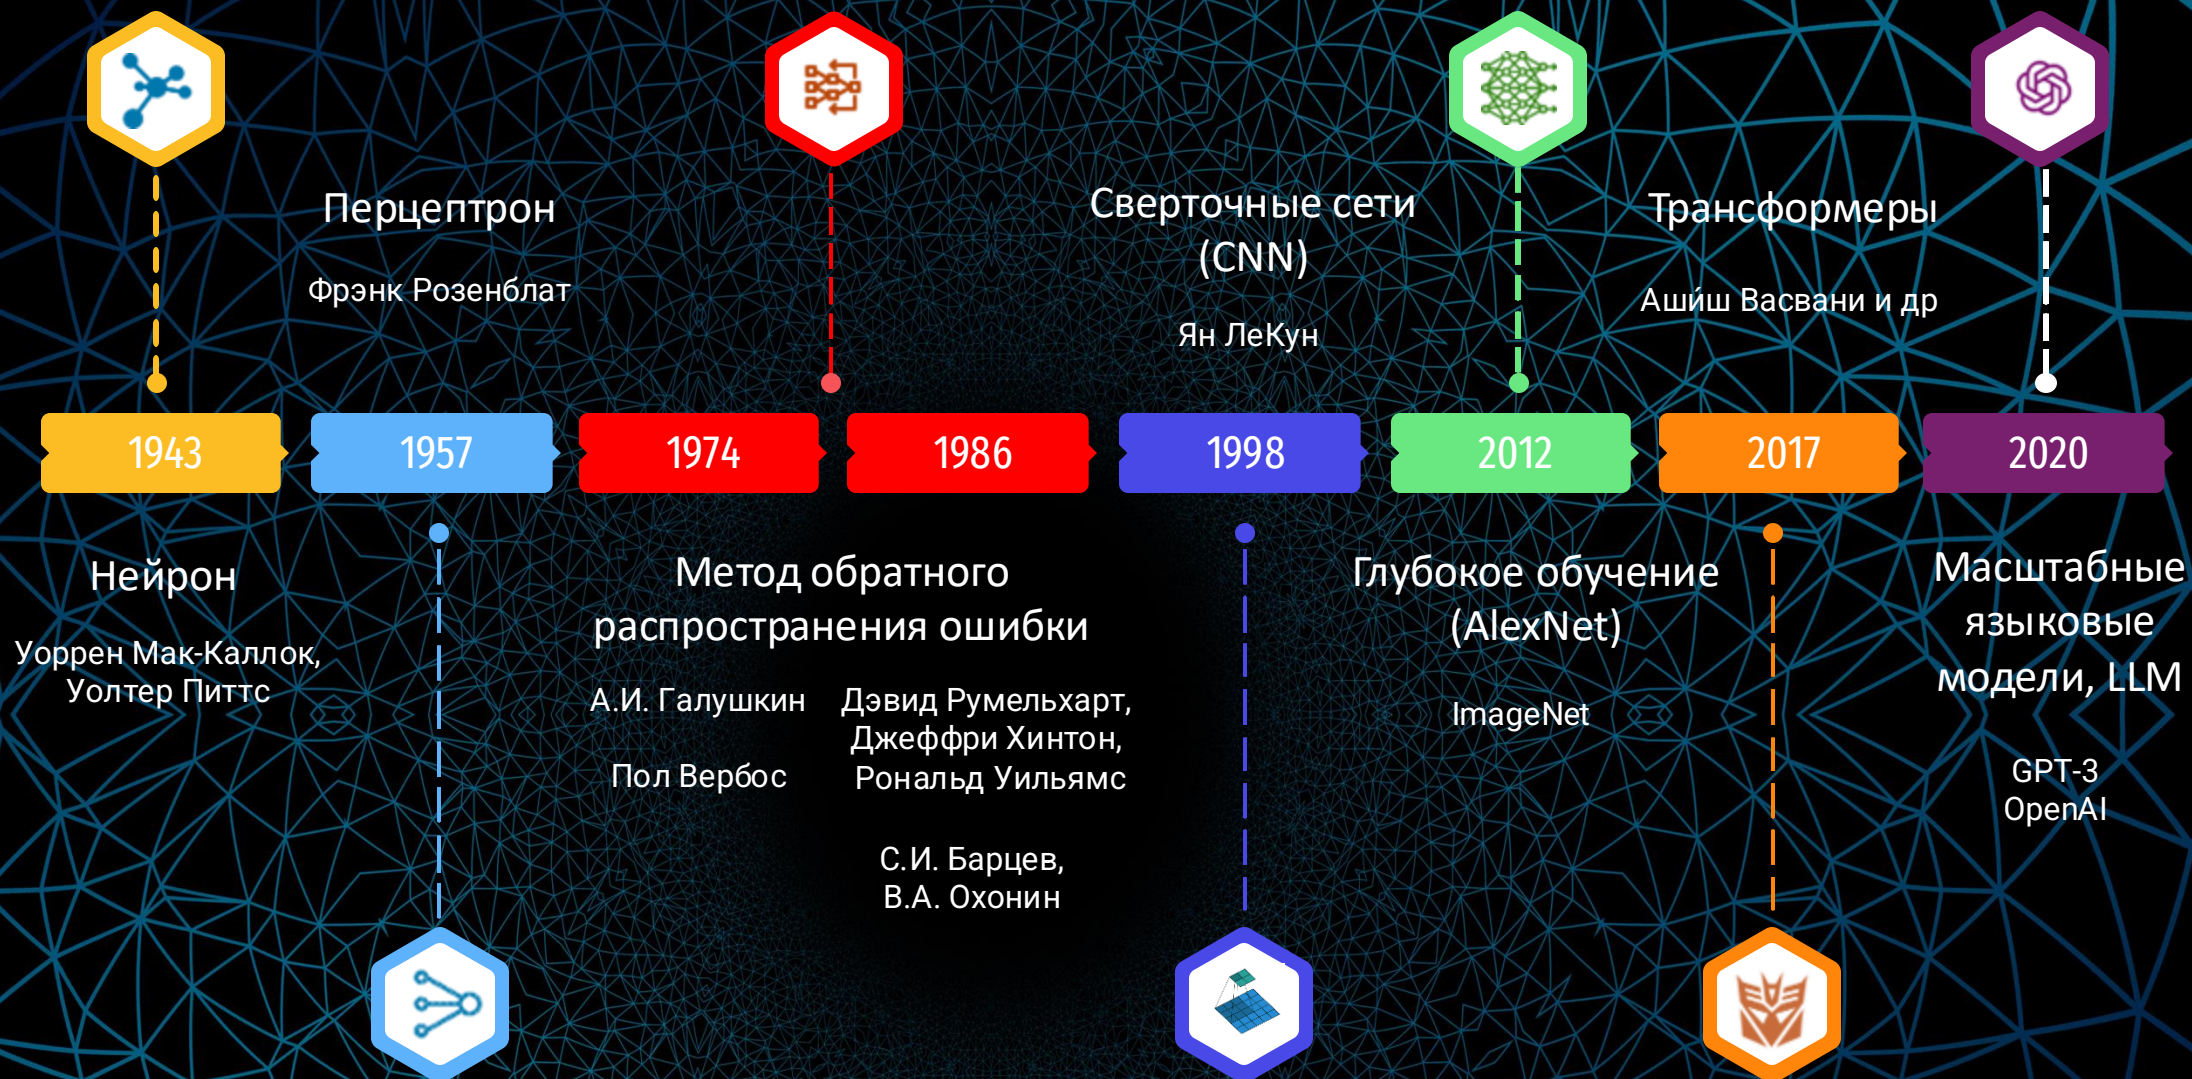 Перцептрон
Фрэнк Розенблат
Сверточные сети
(CNN)
Ян ЛеКун
Трансформеры
Аши́ш Васвани и др
1943
1957
1974
1986
1998
2012
2017
2020
Нейрон
Уоррен Мак-Каллок,
Уолтер Питтс
Метод обратного
распространения ошибки
А.И. Галушкин
Пол Вербос
Дэвид Румельхарт,
Джеффри Хинтон,
Рональд Уильямс
С.И. Барцев,
В.А. Охонин
Глубокое обучение
(AlexNet)
ImageNet
Масштабные
языковые
модели, LLM
GPT-3
OpenAI